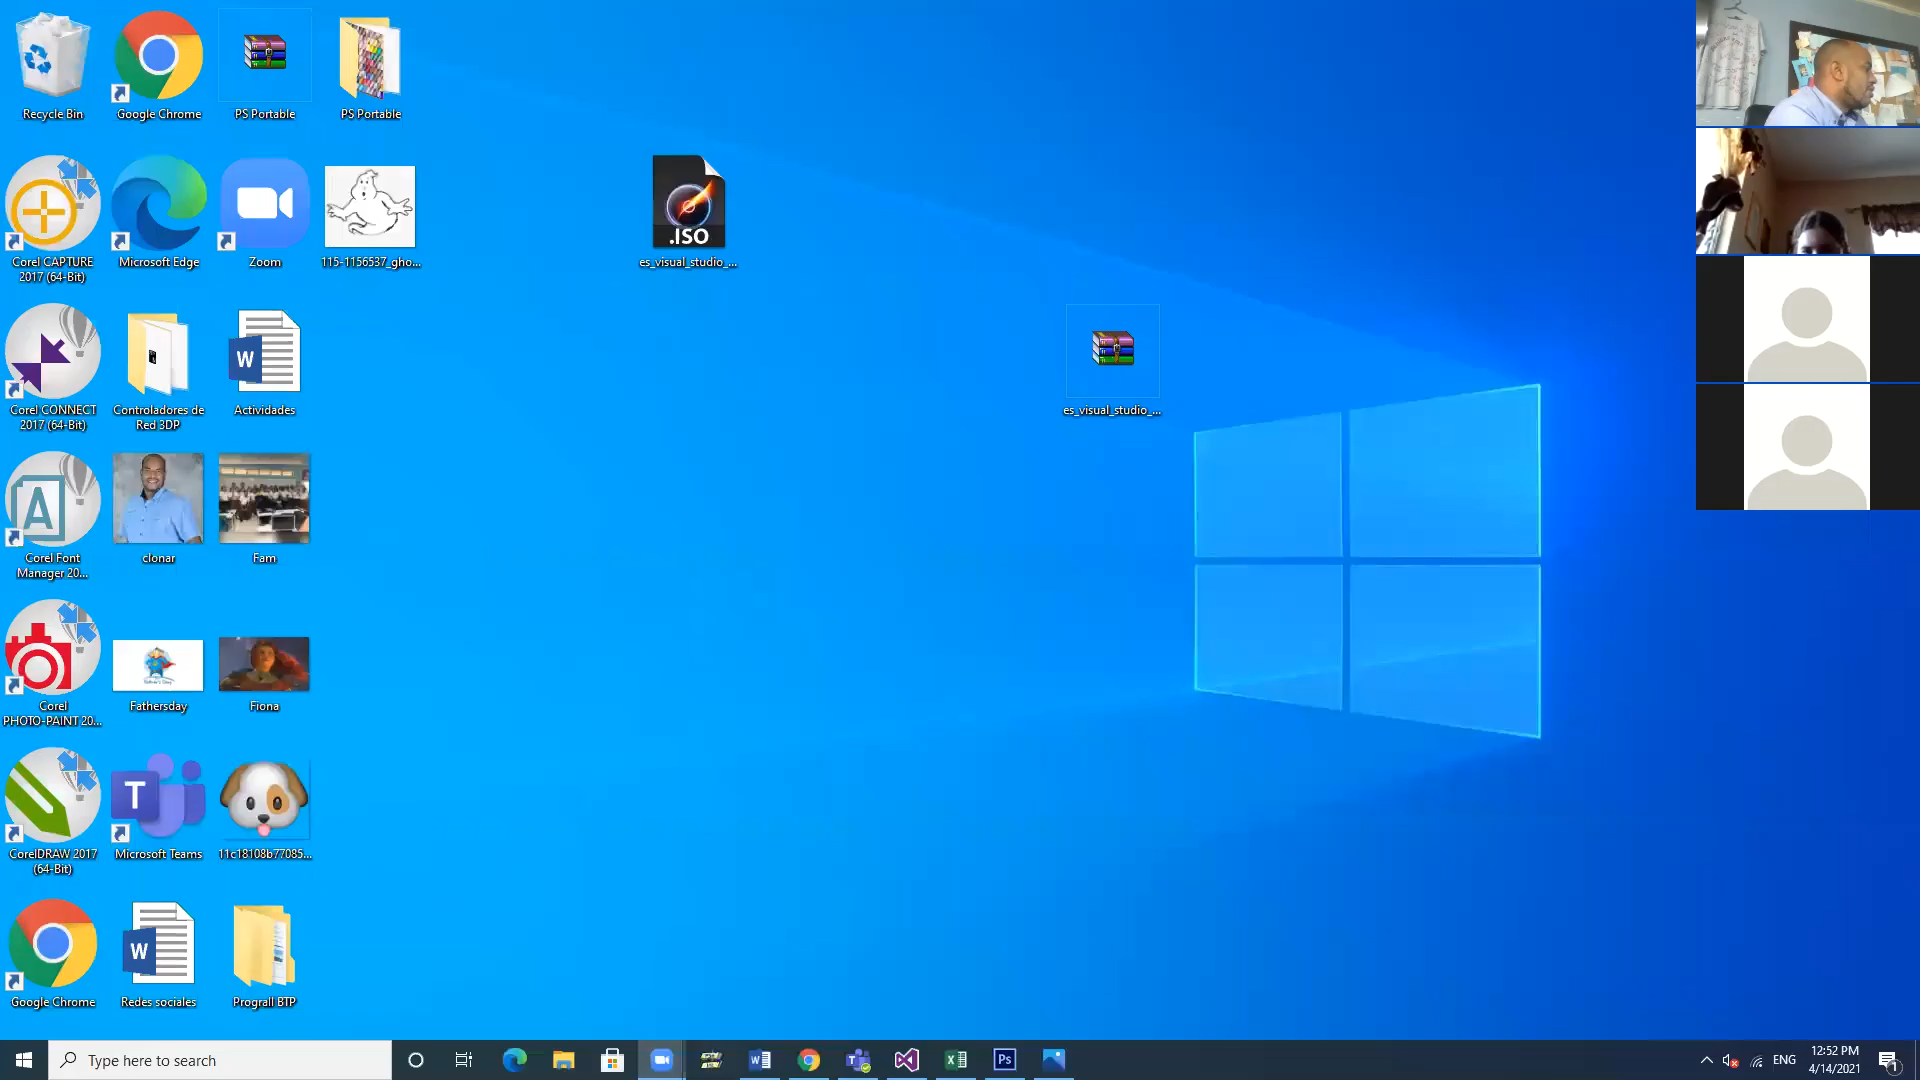 Recycle Bin
Google Chrome
PS Portable
PS Portable
Corel CAPTURE
2017 (64-Bit)
Microsoft Edge
Zoom
115-1156537_gho...
.ISO
es_visual_studio_...
Corel CONNECT
2017 (64-Bit)
Controladores de
Red 3DP
W
Actividades
es_visual_studio_...
A
Corel Font
Manager 20...
clonar
Fam
Corel
PHOTO-PAINT 20...
Fathersday
Fiona
CorelDRAW 2017
(64-Bit)
T
Microsoft Teams
11c18108b77085...
Google Chrome
W
Redes sociales
Prograll BTP
Type here to search
Ps
ENG
12:52 PM
4/14/2021
1